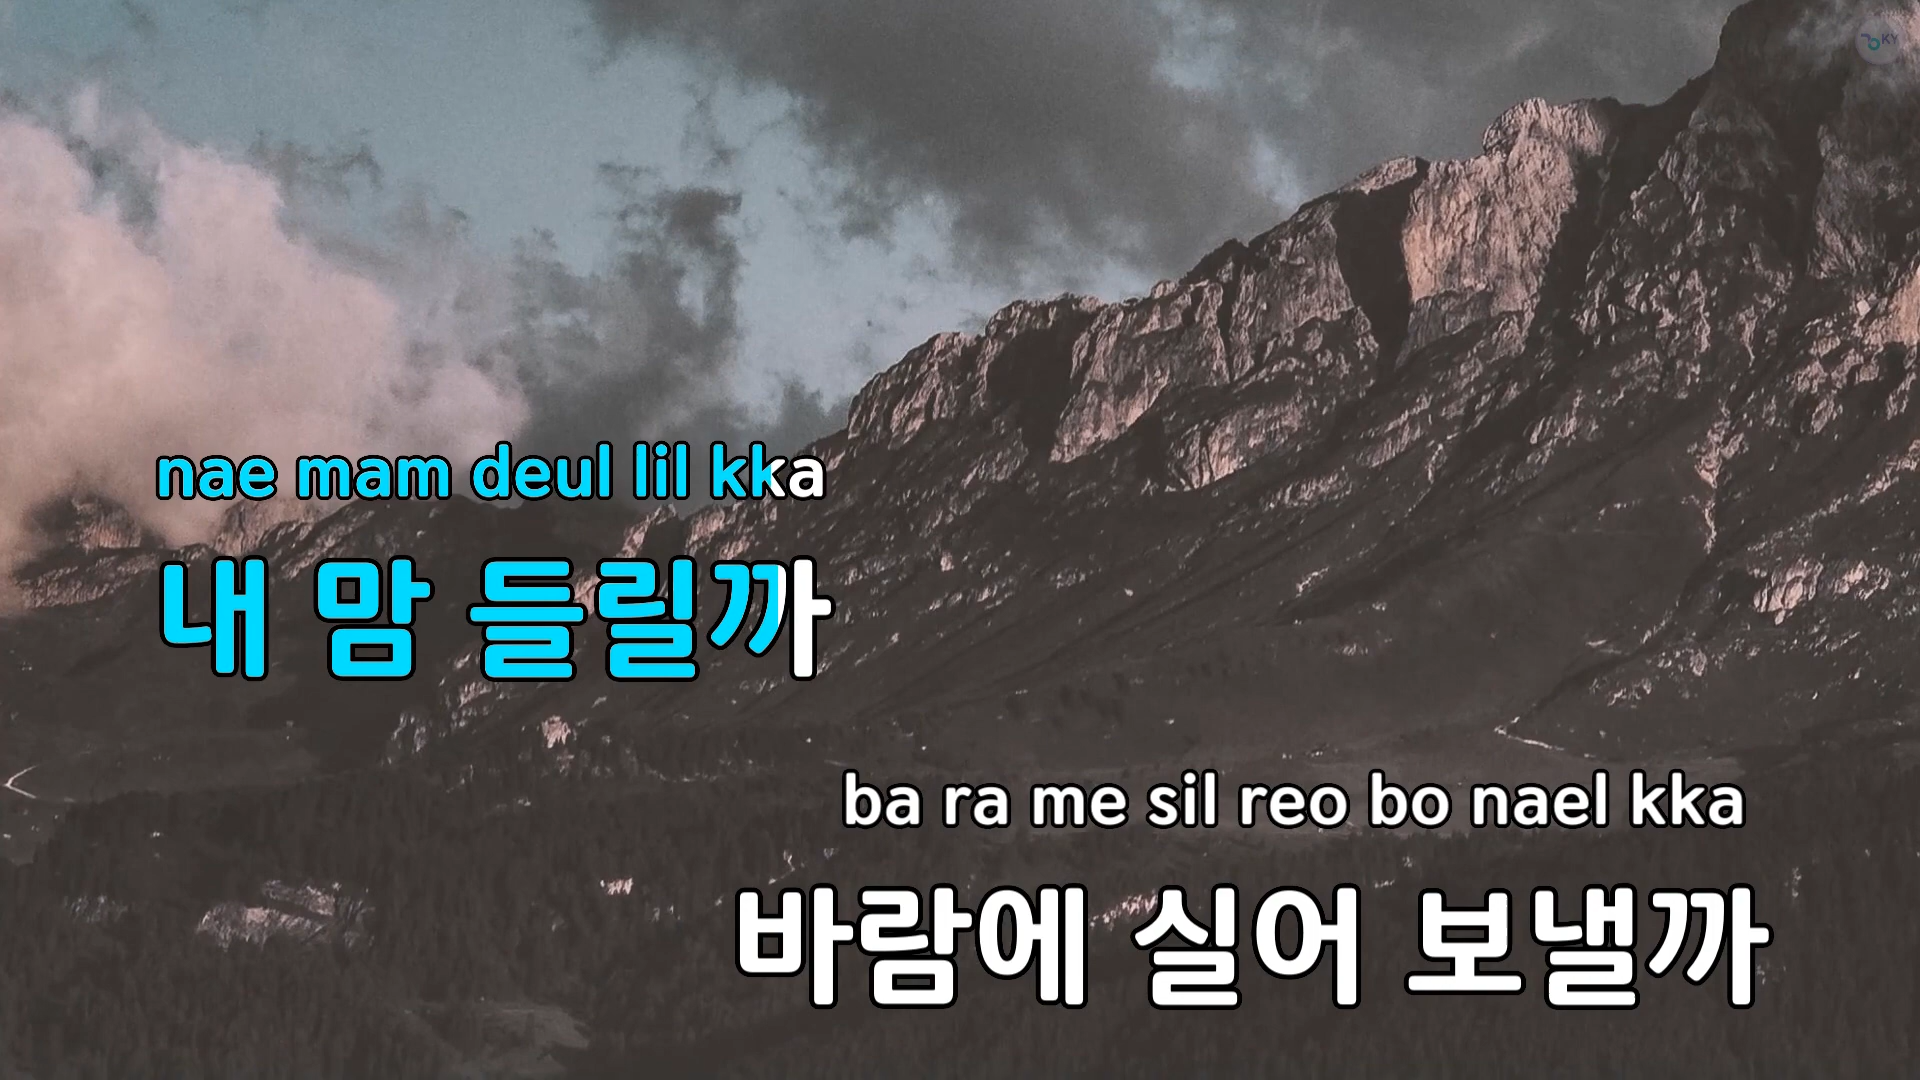 KY
nae mam deul lil kka
내 맘 들릴까
ba ra me sil reo bo nael kka
바람에 실어 보낼까